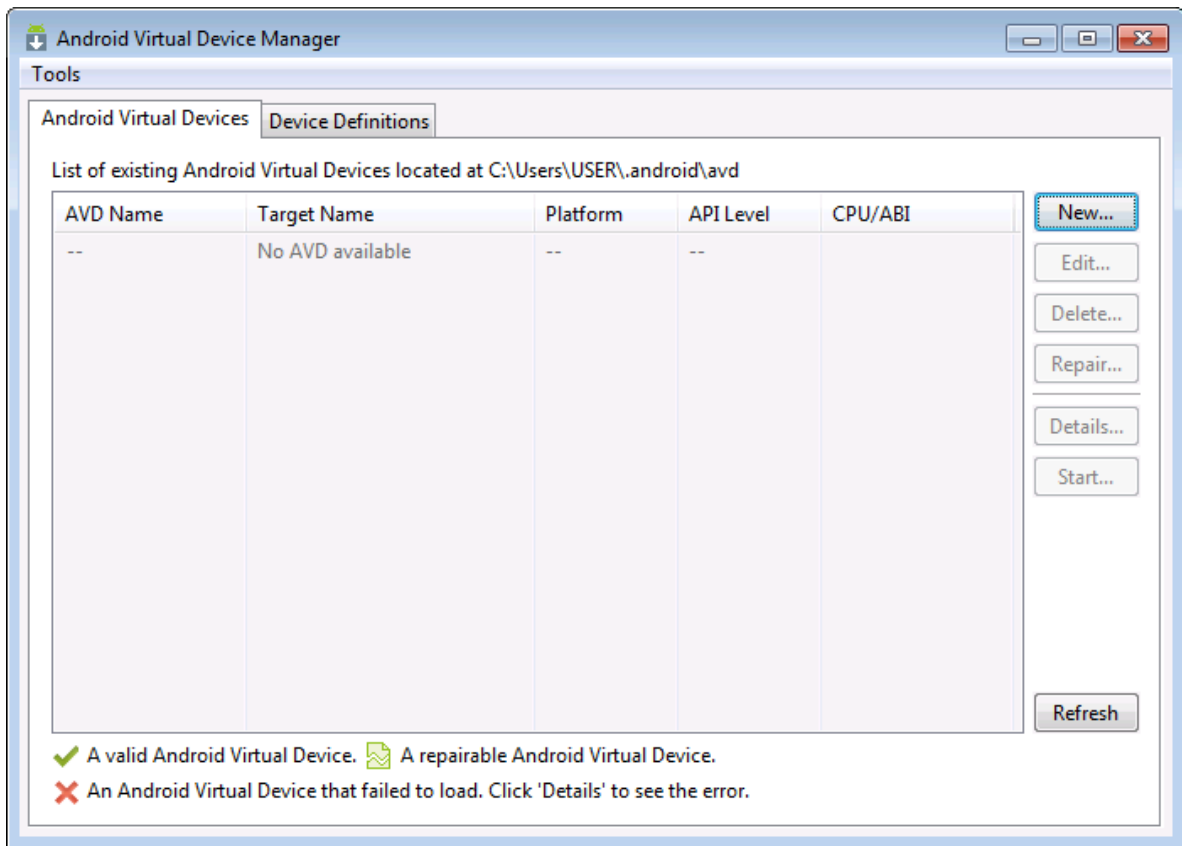 Android Virtual Device Manager
Tools
Android Virtual Devices
Device Definitions
List of existing Android Virtual Devices located at C:\Users\USER\.android\avd
AVD Name Target Name Platform API Level CPU/ABI
-- No AVD available -- --
New...
Edit...
Delete...
Repair...
Details...
Start...
Refresh
A valid Android Virtual Device. A repairable Android Virtual Device.
An Android Virtual Device that failed to load. Click 'Details' to see the error.